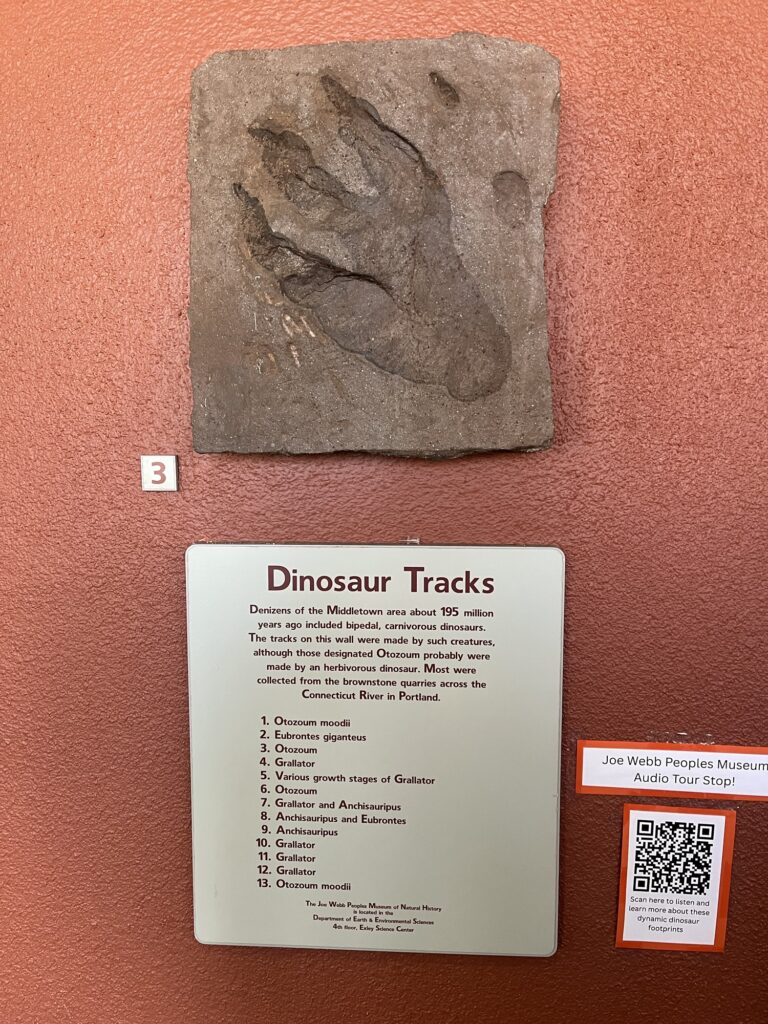 3
Dinosaur Tracks
Denizens of the Middletown area about 195 million
years ago included bipedal, carnivorous dinosaurs.
The tracks on this wall were made by such creatures,
although those designated Otozoum probably were
made by an herbivorous dinosaur. Most were
collected from the brownstone quarries across the
Connecticut River in Portland.
1. Otozoum moodii
2. Eubrontes giganteus
3. Otozoum
4. Grallator
5. Various growth stages of Grallator
6. Otozoum
7. Grallator and Anchisauripus
8. Anchisauripus and Eubrontes
9. Anchisauripus
10. Grallator
11. Grallator
12. Grallator
13. Otozoum moodii
The Joe Webb Peoples Museum of Natural History
is located in the
Department of Earth & Environmental Sciences
4th floor, Exley Science Center
Joe Webb Peoples Museum
Audio Tour Stop!
Scan here to listen and
learn more about these
dynamic dinosaur
footprints